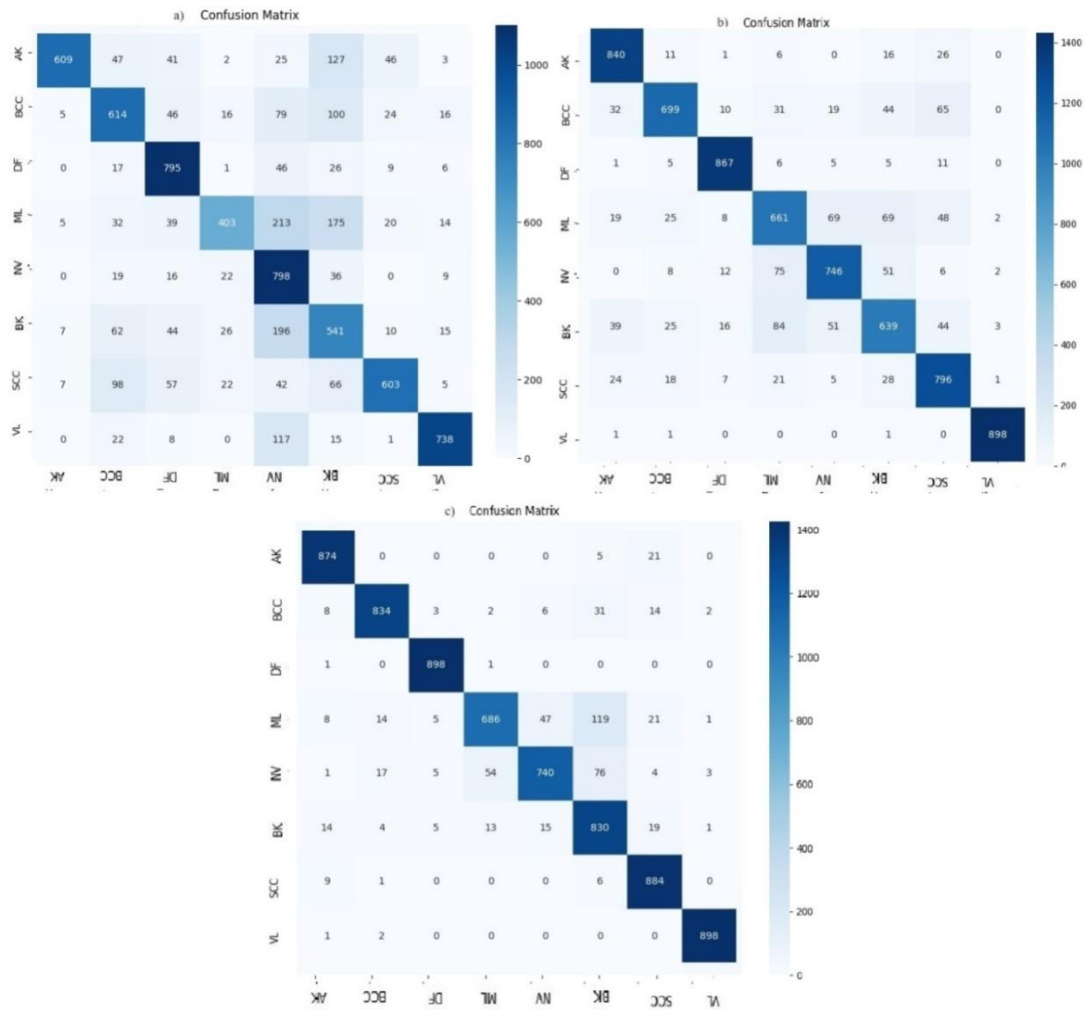 a) Confusion Matrix
AK 609 47 41 2 25 127 46 3
BCC 5 614 46 16 79 100 24 16
DF 0 17 795 1 46 26 9 6
ML 5 32 39 403 213 175 20 14
NV 0 19 16 22 798 36 0 9
BK 7 62 44 26 196 541 10 15
SCC 7 98 57 22 42 66 603 5
VL 0 22 8 0 117 15 1 738
AK BCC DF ML NV BK SCC VL
1000
800
600
400
200
0
b) Confusion Matrix
AK 840 11 1 6 0 16 26 0
BCC 32 699 10 31 19 44 65 0
DF 1 5 867 6 5 5 11 0
ML 19 25 8 661 69 69 48 2
NV 0 8 12 75 746 51 6 2
BK 39 25 16 84 51 639 44 3
SCC 24 18 7 21 5 28 796 1
VL 1 1 0 0 0 1 0 898
AK BCC DF ML NV BK SCC VL
1400
1200
1000
800
600
400
200
0
c) Confusion Matrix
AK 874 0 0 0 0 5 21 0
BCC 8 834 3 2 6 31 14 2
DF 1 0 898 1 0 0 0 0
ML 8 14 5 686 47 119 21 1
NV 1 17 5 54 740 76 4 3
BK 14 4 5 13 15 830 19 1
SCC 9 1 0 0 0 6 884 0
VL 1 2 0 0 0 0 0 898
AK BCC DF ML NV BK SCC VL
1400
1200
1000
800
600
400
200
0